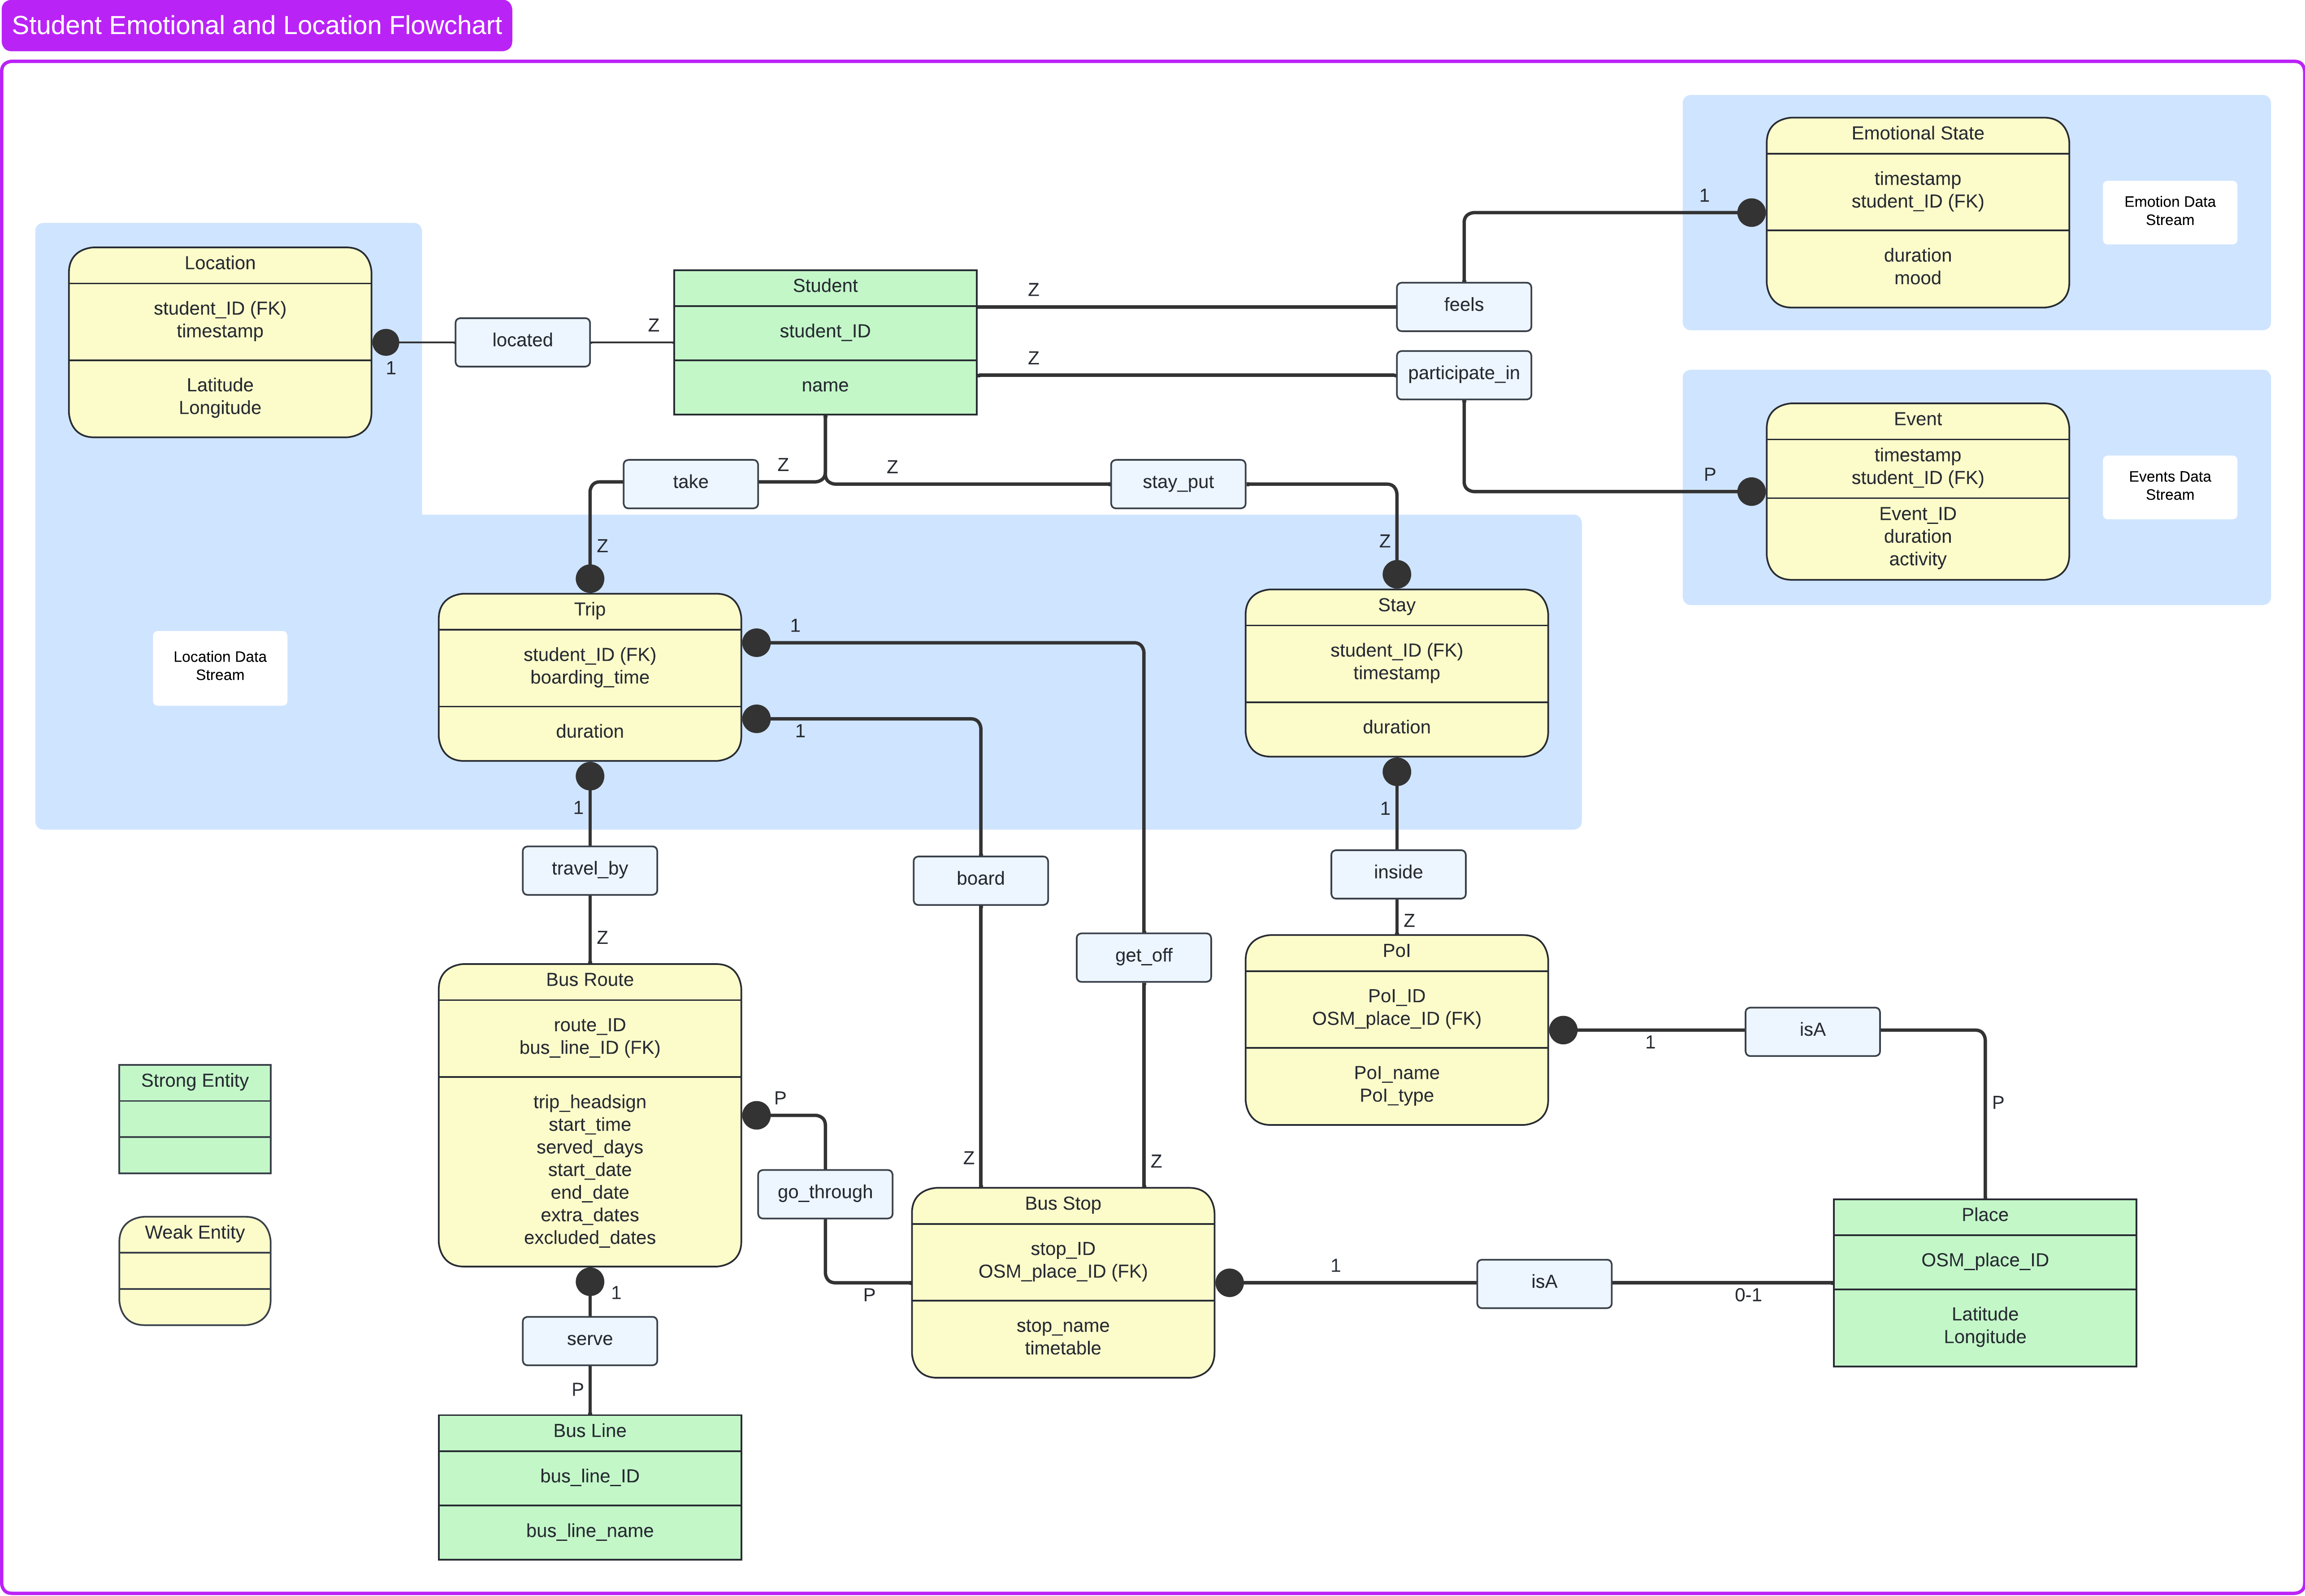 Student Emotional and Location Flowchart
Emotional State
timestamp
student_ID (FK)
duration
mood
Emotion Data
Stream
1
Location
student_ID (FK)
timestamp
Latitude
Longitude
1
located
Z
Student
student_ID
name
Z
feels
Z
participate_in
Event
timestamp
student_ID (FK)
Event_ID
duration
activity
Events Data
Stream
P
take
Z
Z
stay_put
Z
Z
Location Data
Stream
Trip
student_ID (FK)
boarding_time
duration
1
1
1
Stay
student_ID (FK)
timestamp
duration
1
travel_by
Z
board
Z
get_off
Z
inside
Z
Bus Route
route_ID
bus_line_ID (FK)
trip_headsign
start_time
served_days
start_date
end_date
extra_dates
excluded_dates
P
go_through
P
PoI
PoI_ID
OSM_place_ID (FK)
PoI_name
PoI_type
1
isA
P
Strong Entity
Weak Entity
Bus Stop
stop_ID
OSM_place_ID (FK)
stop_name
timetable
1
isA
0-1
Place
OSM_place_ID
Latitude
Longitude
1
serve
P
Bus Line
bus_line_ID
bus_line_name